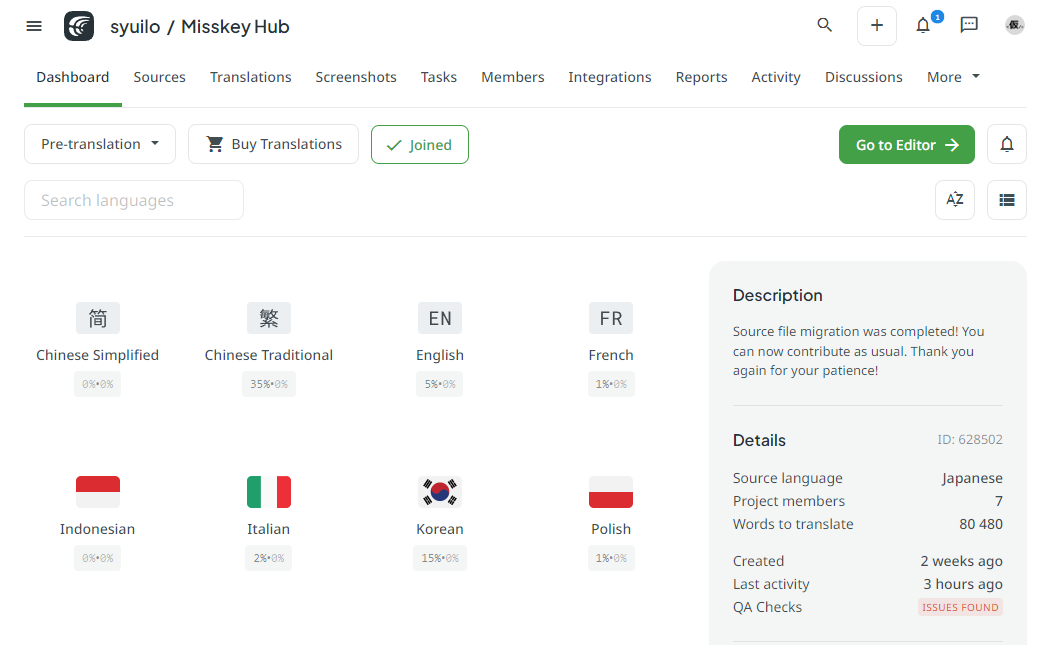 syuilo / Misskey Hub
1
仮
Dashboard Sources Translations Screenshots Tasks Members Integrations Reports Activity Discussions More
Pre-translation Buy Translations Joined Go to Editor
Search languages
AZ
简 繁 EN FR
Chinese Simplified Chinese Traditional English French
0%•0% 35%•0% 5%•0% 1%•0%
Indonesian Italian Korean Polish
0%•0% 2%•0% 15%•0% 1%•0%
Description
Source file migration was completed! You
can now contribute as usual. Thank you
again for your patience!
Details ID: 628502
Source language Japanese
Project members 7
Words to translate 80 480
Created 2 weeks ago
Last activity 3 hours ago
QA Checks ISSUES FOUND